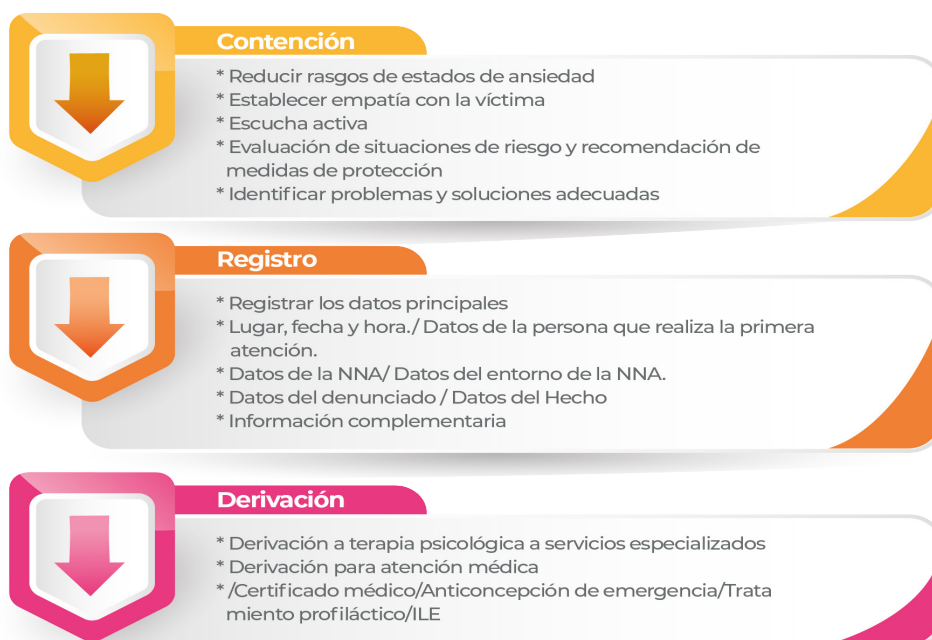 Contención
* Reducir rasgos de estados de ansiedad
* Establecer empatía con la víctima
* Escucha activa
* Evaluación de situaciones de riesgo y recomendación de
medidas de protección
* Identificar problemas y soluciones adecuadas
Registro
* Registrar los datos principales
* Lugar, fecha y hora./ Datos de la persona que realiza la primera
atención.
* Datos de la NNA/ Datos del entorno de la NNA.
* Datos del denunciado / Datos del Hecho
* Información complementaria
Derivación
* Derivación a terapia psicológica a servicios especializados
* Derivación para atención médica
* /Certificado médico/Anticoncepción de emergencia/Trata
miento profiláctico/ILE